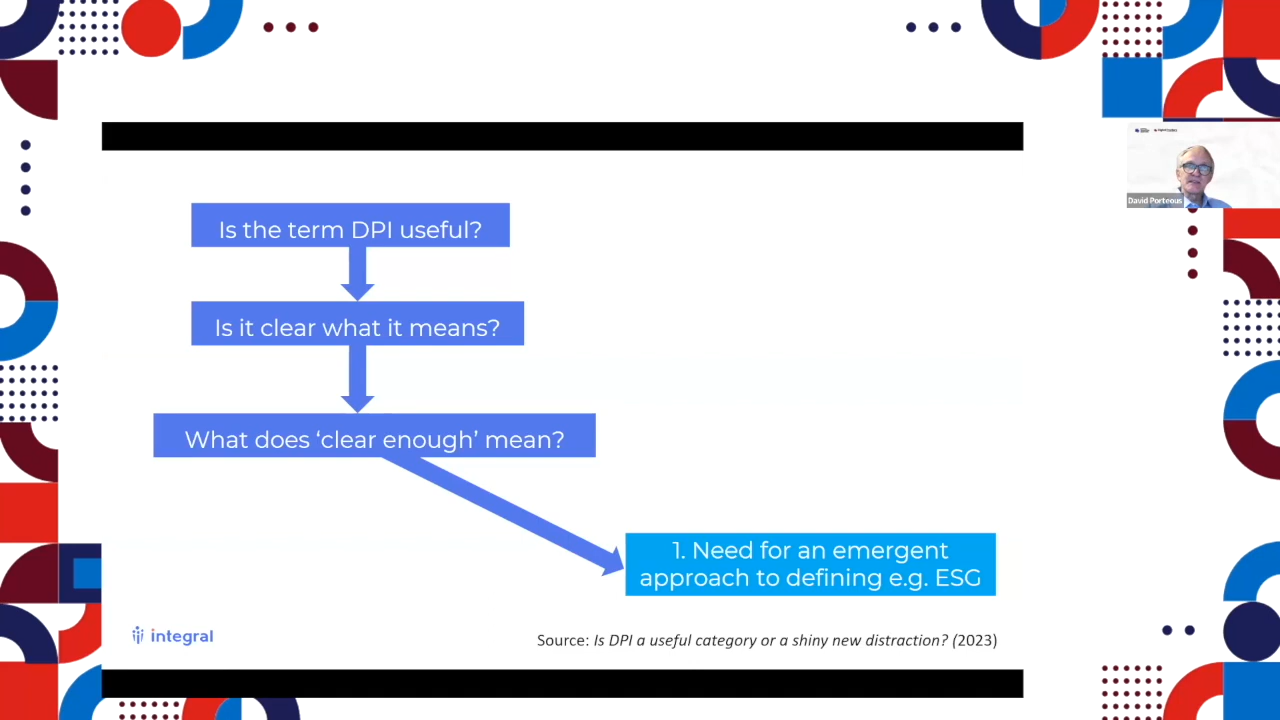 Is the term DPI useful?
Is it clear what it means?
What does ‘clear enough’ mean?
1. Need for an emergent
approach to defining e.g. ESG
integral
Source: Is DPI a useful category or a shiny new distraction? (2023)
David Porteous